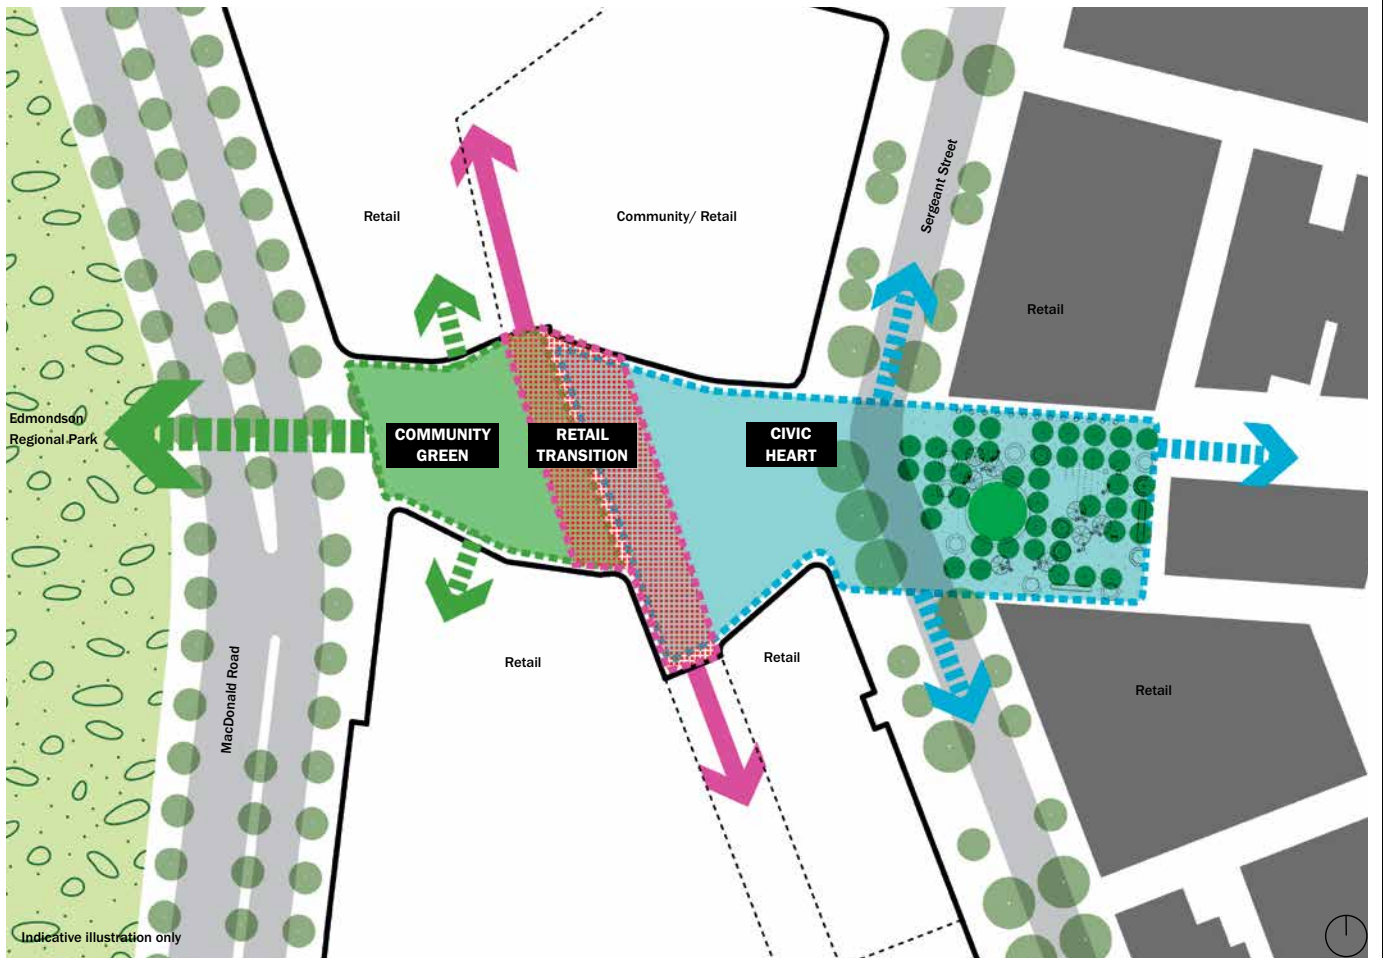 Sergeant Street
Retail
Community/ Retail
Retail
Edmondson
Regional Park
COMMUNITY
GREEN
RETAIL
TRANSITION
CIVIC
HEART
MacDonald Road
Retail
Retail
Retail
Indicative illustration only